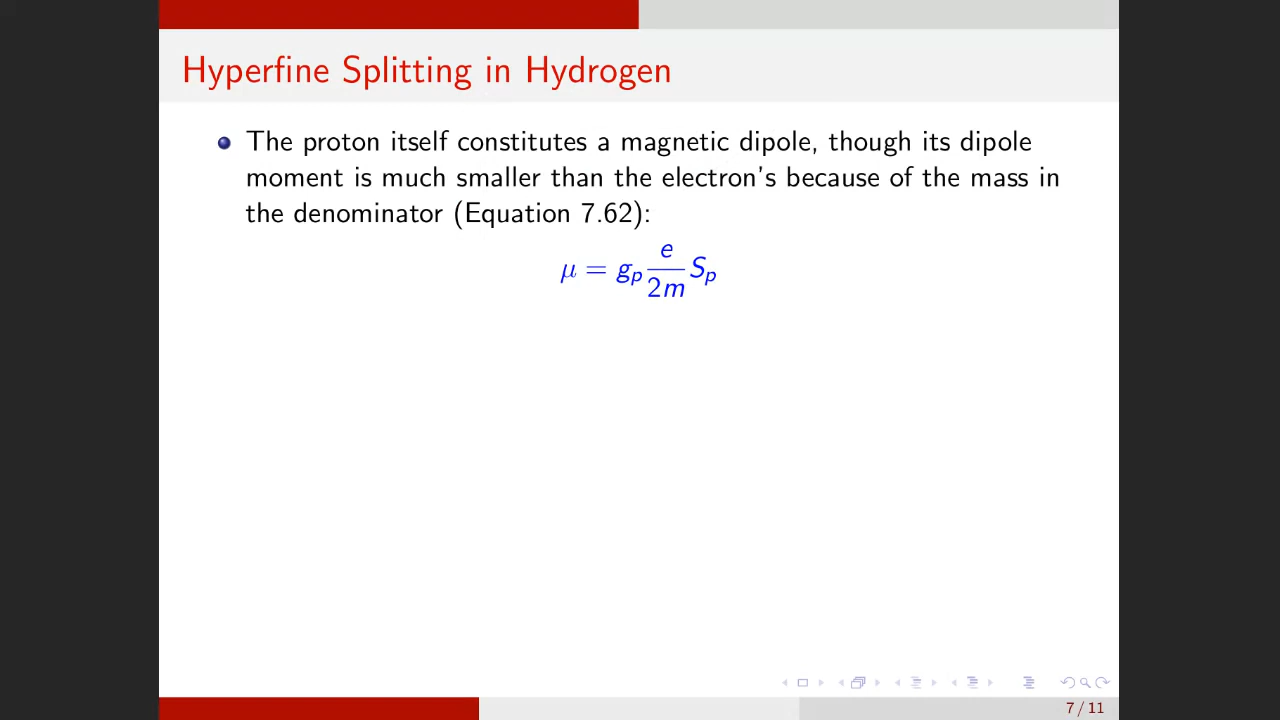 Hyperfine Splitting in Hydrogen
The proton itself constitutes a magnetic dipole, though its dipole
moment is much smaller than the electron's because of the mass in
the denominator (Equation 7.62):
μ = g_p e/2m S_p
7 / 11